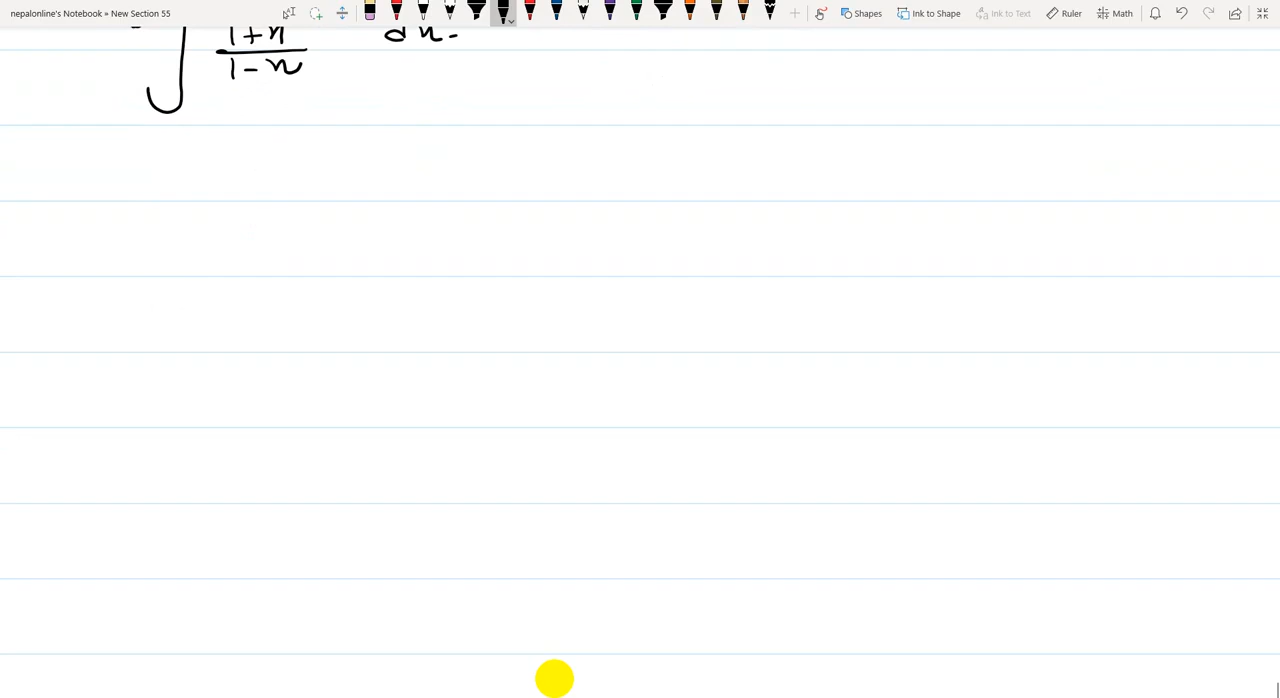 nepalonline's Notebook » New Section 55
Shapes
Ink to Shape
Ink to Text
Ruler
Math
∫ 1+x dx.
1-x